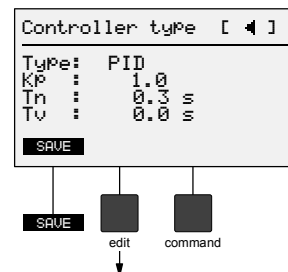 Controller type [ ◀ ]
Type: PID
Kp : 1.0
Tn : 0.3 s
Tv : 0.0 s
SAVE
SAVE
edit command